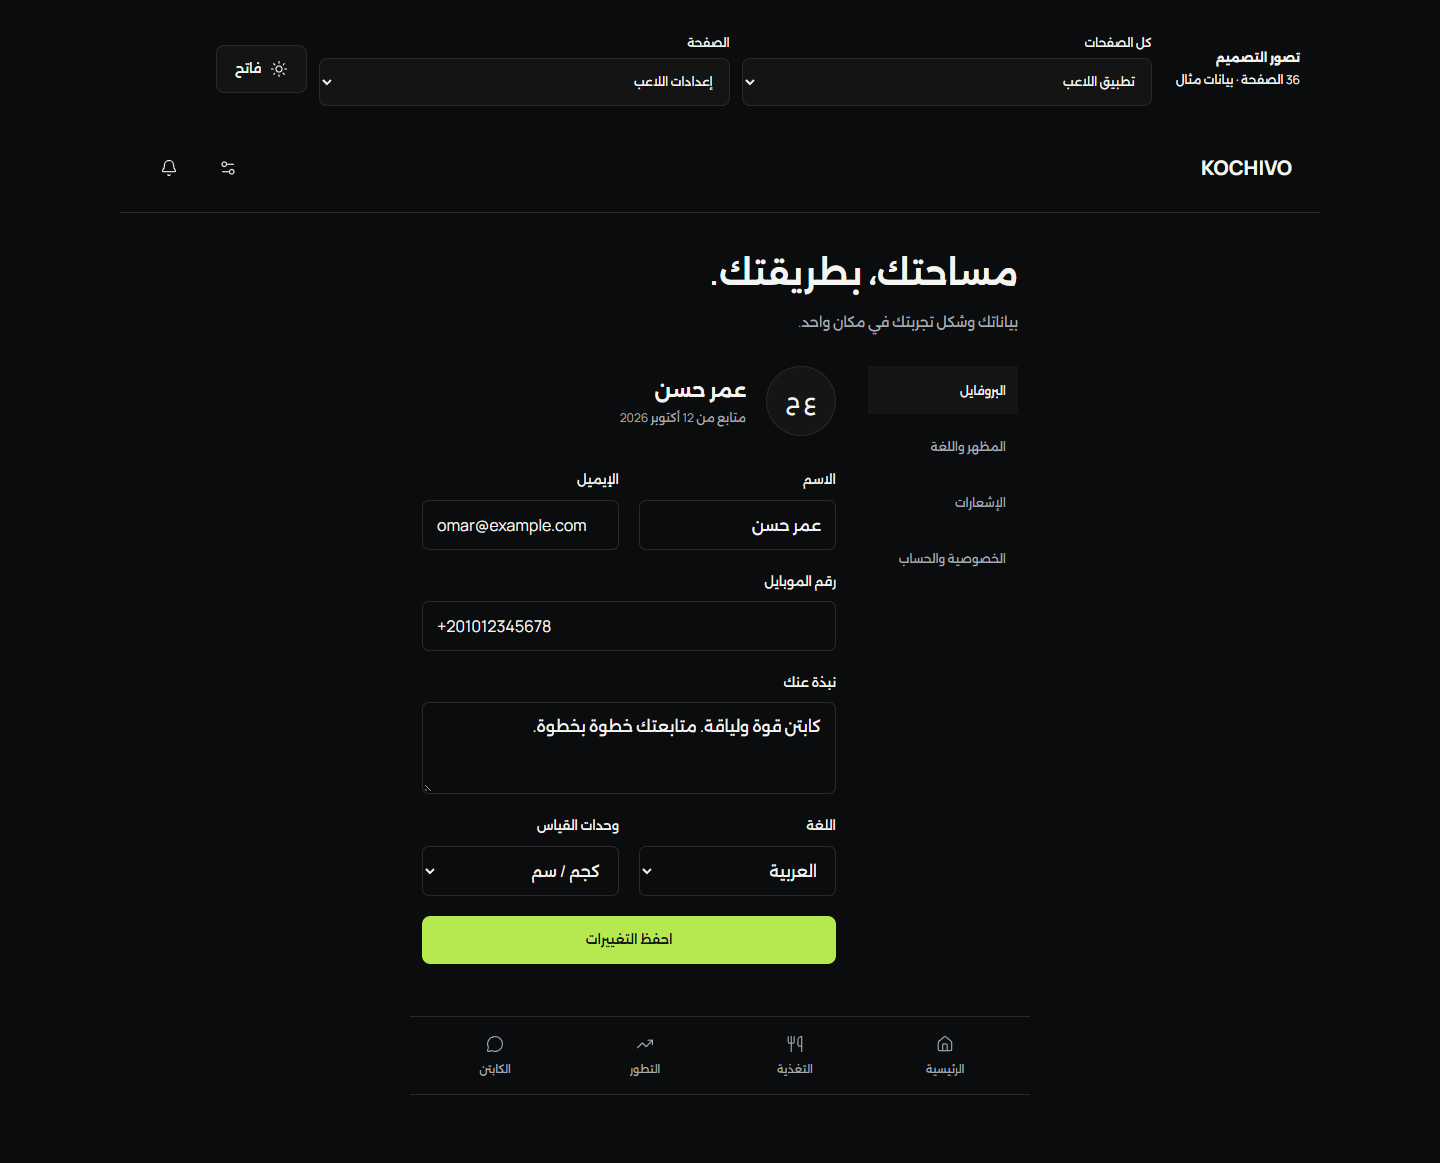 تصور التصميم
36 الصفحة · بيانات مثال
كل الصفحات
تطبيق اللاعب
الصفحة
إعدادات اللاعب
فاتح
KOCHIVO
مساحتك، بطريقتك.
بياناتك وشكل تجربتك في مكان واحد.
البروفايل
المظهر واللغة
الإشعارات
الخصوصية والحساب
ع ح
عمر حسن
متابع من 12 أكتوبر 2026
الاسم
عمر حسن
الإيميل
omar@example.com
رقم الموبايل
+201012345678
نبذة عنك
كابتن قوة ولياقة. متابعتك خطوة بخطوة.
اللغة
العربية
وحدات القياس
كجم / سم
احفظ التغييرات
الرئيسية
التغذية
التطور
الكابتن